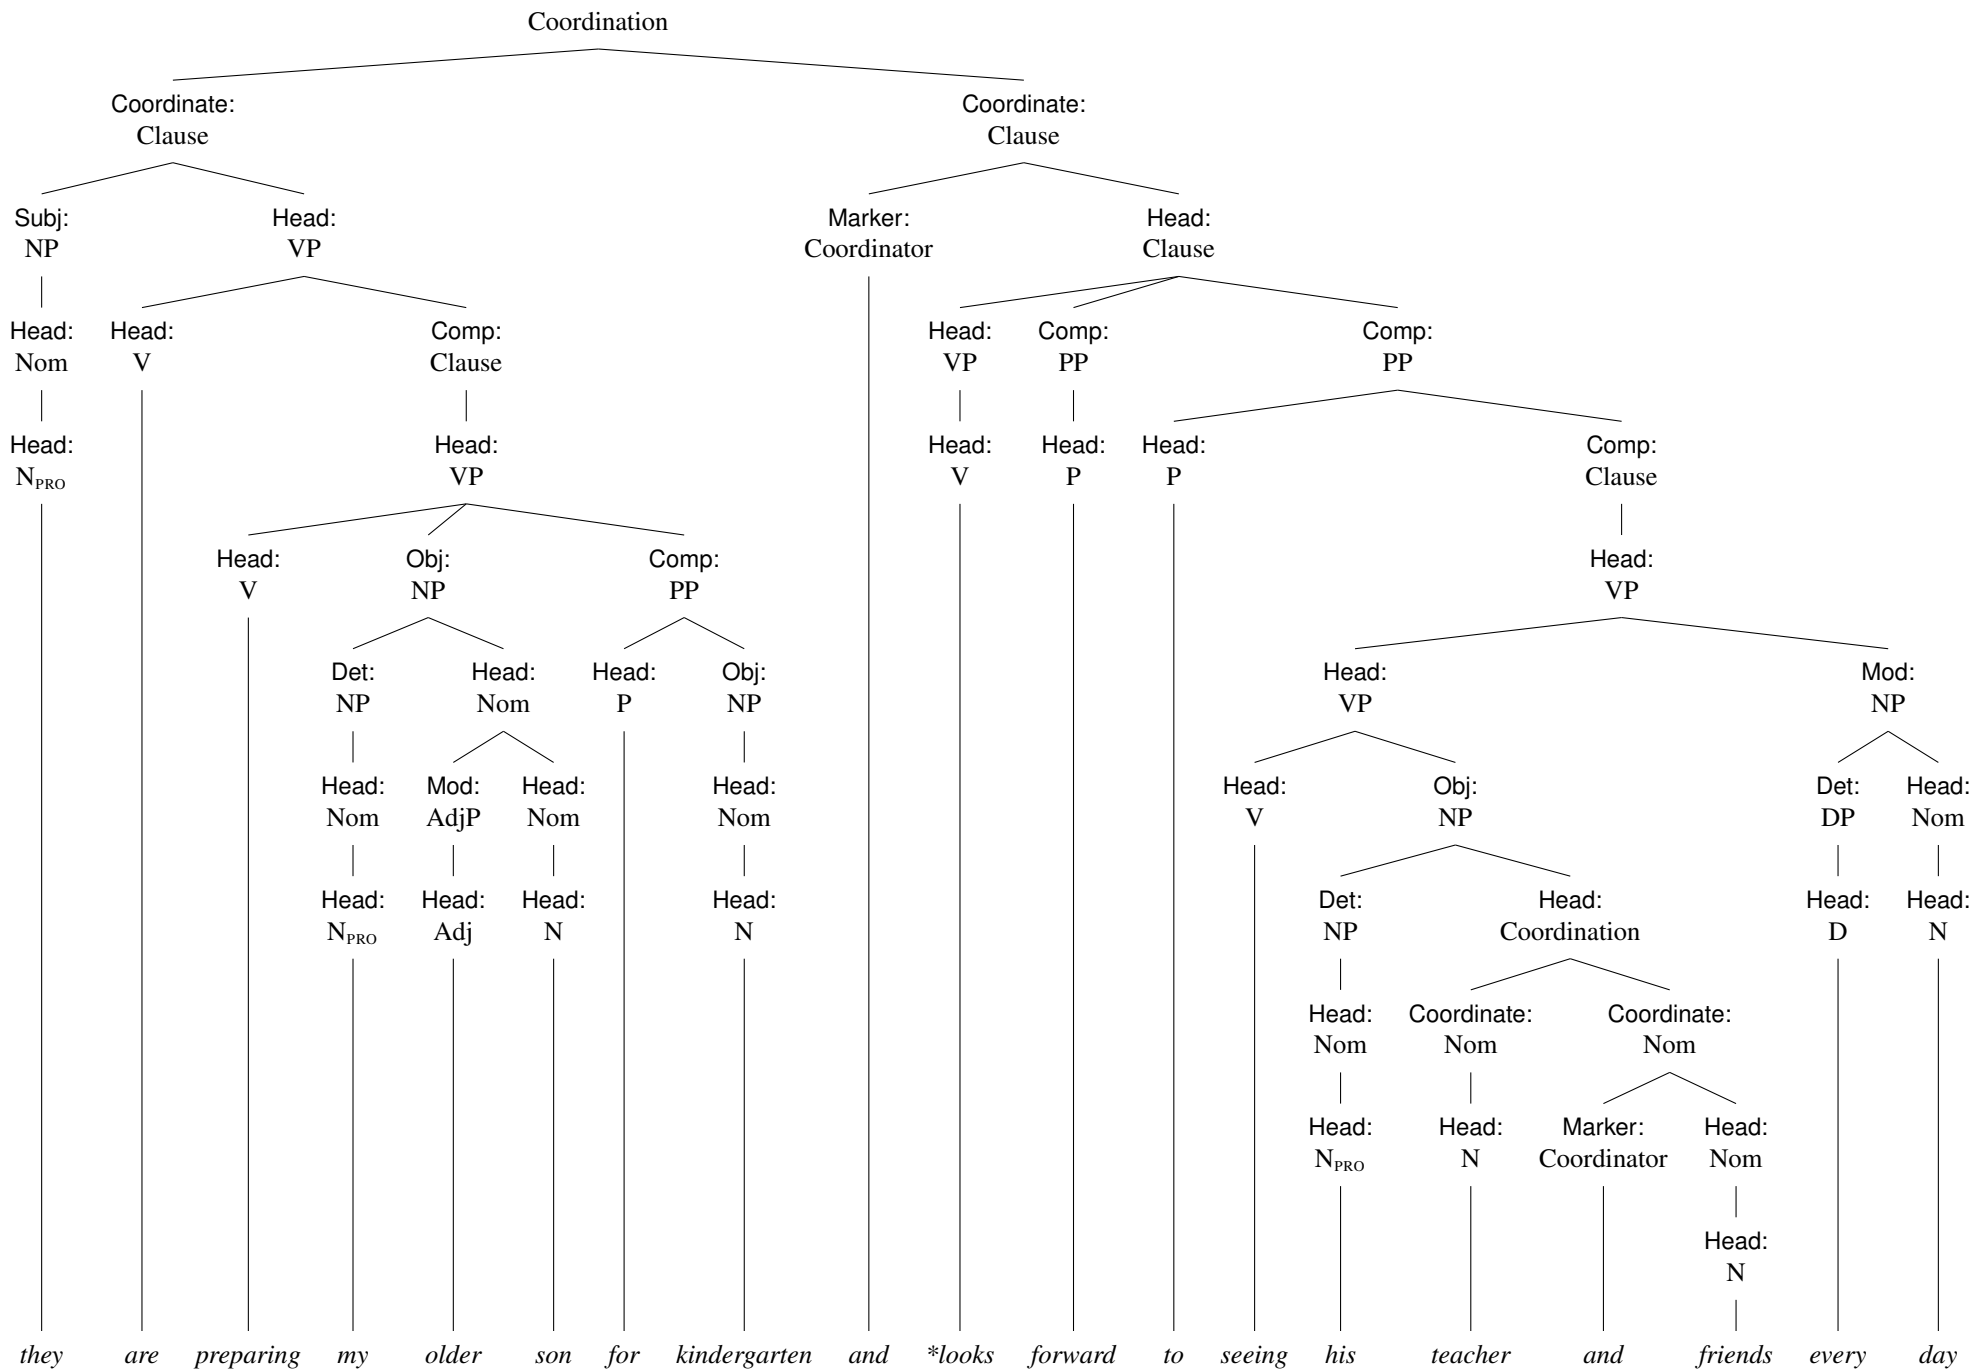 Coordination
Coordinate: Coordinate:
Clause Clause
Subj: Head: Marker: Head:
NP VP Coordinator Clause
Head: Head: Comp: Head: Comp: Comp:
Nom V Clause VP PP PP
Head: Head: Head: Head: Head: Comp:
NPRO VP V P P Clause
Head: Obj: Comp: Head:
V NP PP VP
Det: Head: Head: Obj: Head: Mod:
NP Nom P NP VP NP
Head: Mod: Head: Head: Head: Obj: Det: Head:
Nom AdjP Nom Nom V NP DP Nom
Head: Head: Head: Head: Det: Head: Head: Head:
NPRO Adj N N NP Coordination D N
Head: Coordinate: Coordinate:
Nom Nom Nom
Head: Head: Marker: Head:
NPRO N Coordinator Nom
Head:
N
they are preparing my older son for kindergarten and *looks forward to seeing his teacher and friends every day